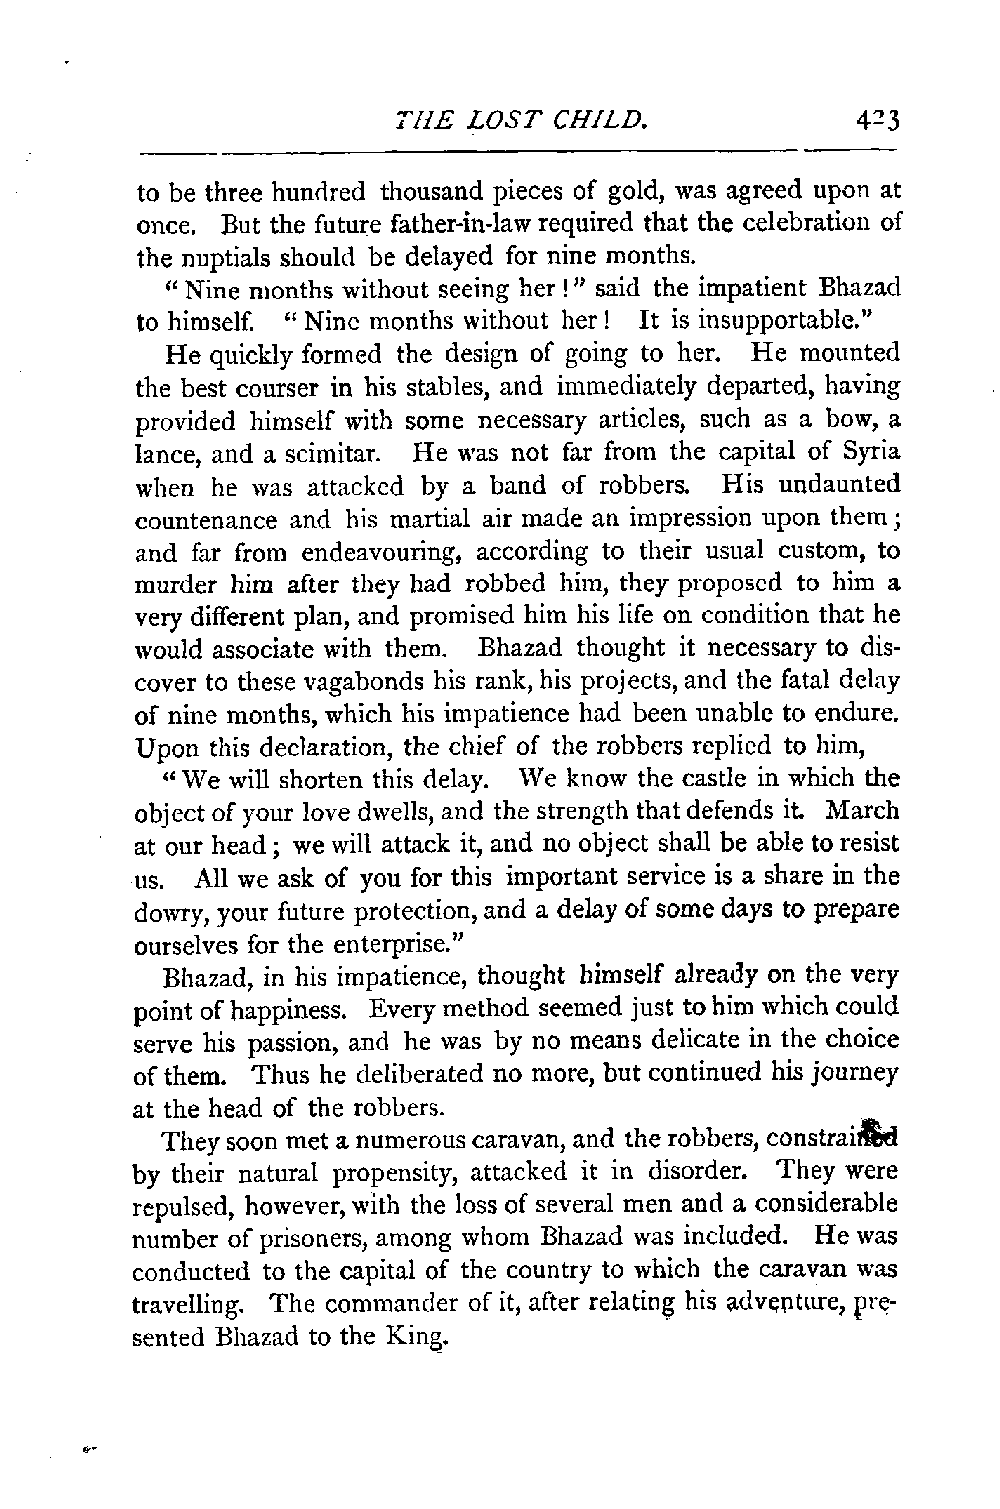 THE LOST CHILD. 423
to be three hundred thousand pieces of gold, was agreed upon at
once. But the future father-in-law required that the celebration of
the nuptials should be delayed for nine months.
“ Nine months without seeing her ! ” said the impatient Bhazad
to himself. “ Nine months without her ! It is insupportable.”
He quickly formed the design of going to her. He mounted
the best courser in his stables, and immediately departed, having
provided himself with some necessary articles, such as a bow, a
lance, and a scimitar. He was not far from the capital of Syria
when he was attacked by a band of robbers. His undaunted
countenance and his martial air made an impression upon them ;
and far from endeavouring, according to their usual custom, to
murder him after they had robbed him, they proposed to him a
very different plan, and promised him his life on condition that he
would associate with them. Bhazad thought it necessary to dis-
cover to these vagabonds his rank, his projects, and the fatal delay
of nine months, which his impatience had been unable to endure.
Upon this declaration, the chief of the robbers replied to him,
“ We will shorten this delay. We know the castle in which the
object of your love dwells, and the strength that defends it. March
at our head ; we will attack it, and no object shall be able to resist
us. All we ask of you for this important service is a share in the
dowry, your future protection, and a delay of some days to prepare
ourselves for the enterprise.”
Bhazad, in his impatience, thought himself already on the very
point of happiness. Every method seemed just to him which could
serve his passion, and he was by no means delicate in the choice
of them. Thus he deliberated no more, but continued his journey
at the head of the robbers.
They soon met a numerous caravan, and the robbers, constrained
by their natural propensity, attacked it in disorder. They were
repulsed, however, with the loss of several men and a considerable
number of prisoners, among whom Bhazad was included. He was
conducted to the capital of the country to which the caravan was
travelling. The commander of it, after relating his adventure, pre-
sented Bhazad to the King.